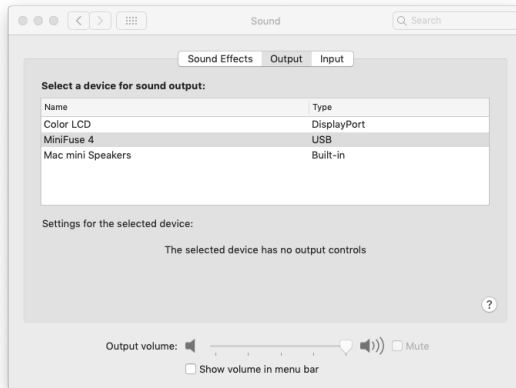 Sound
Search
Sound Effects Output Input
Select a device for sound output:
Name Type
Color LCD DisplayPort
MiniFuse 4 USB
Mac mini Speakers Built-in
Settings for the selected device:
The selected device has no output controls
?
Output volume: Mute
Show volume in menu bar